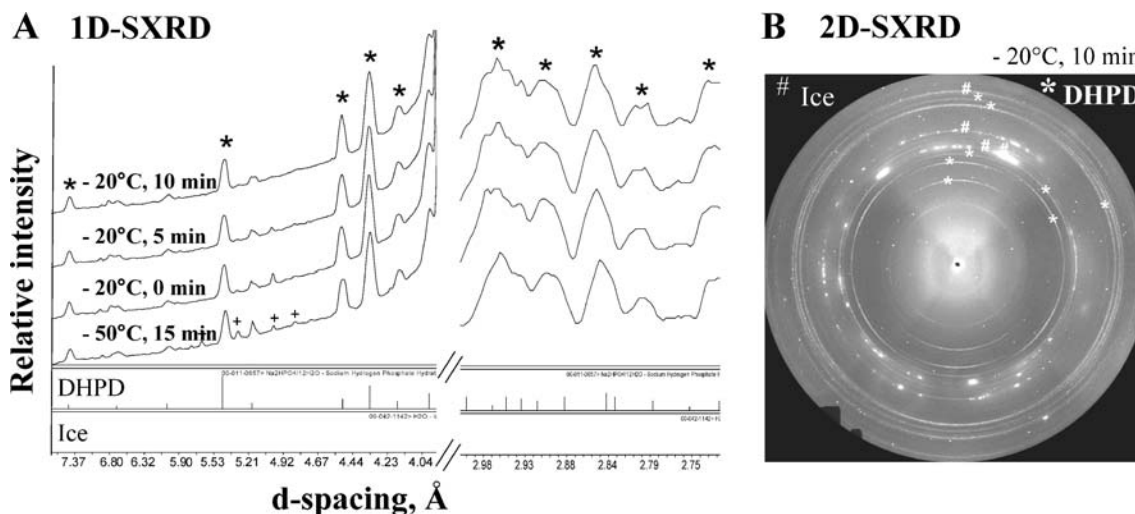 A 1D-SXRD
Relative intensity
* * * * * * * * * *
- 20°C, 10 min
- 20°C, 5 min
- 20°C, 0 min
- 50°C, 15 min
+ + + +
DHPD
Ice
7.37 6.80 6.32 5.90 5.53 5.21 4.92 4.67 4.44 4.23 4.04 2.98 2.93 2.88 2.84 2.79 2.75
d-spacing, Å
B 2D-SXRD
- 20°C, 10 min
# Ice
* DHPD